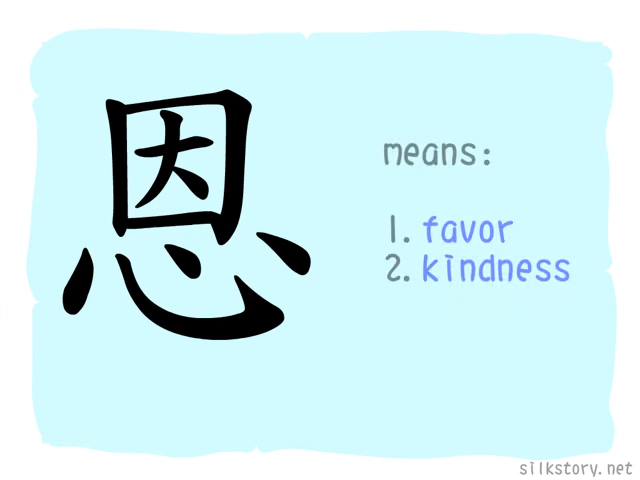 恩
means:
1. favor
2. kindness
silkstory.net